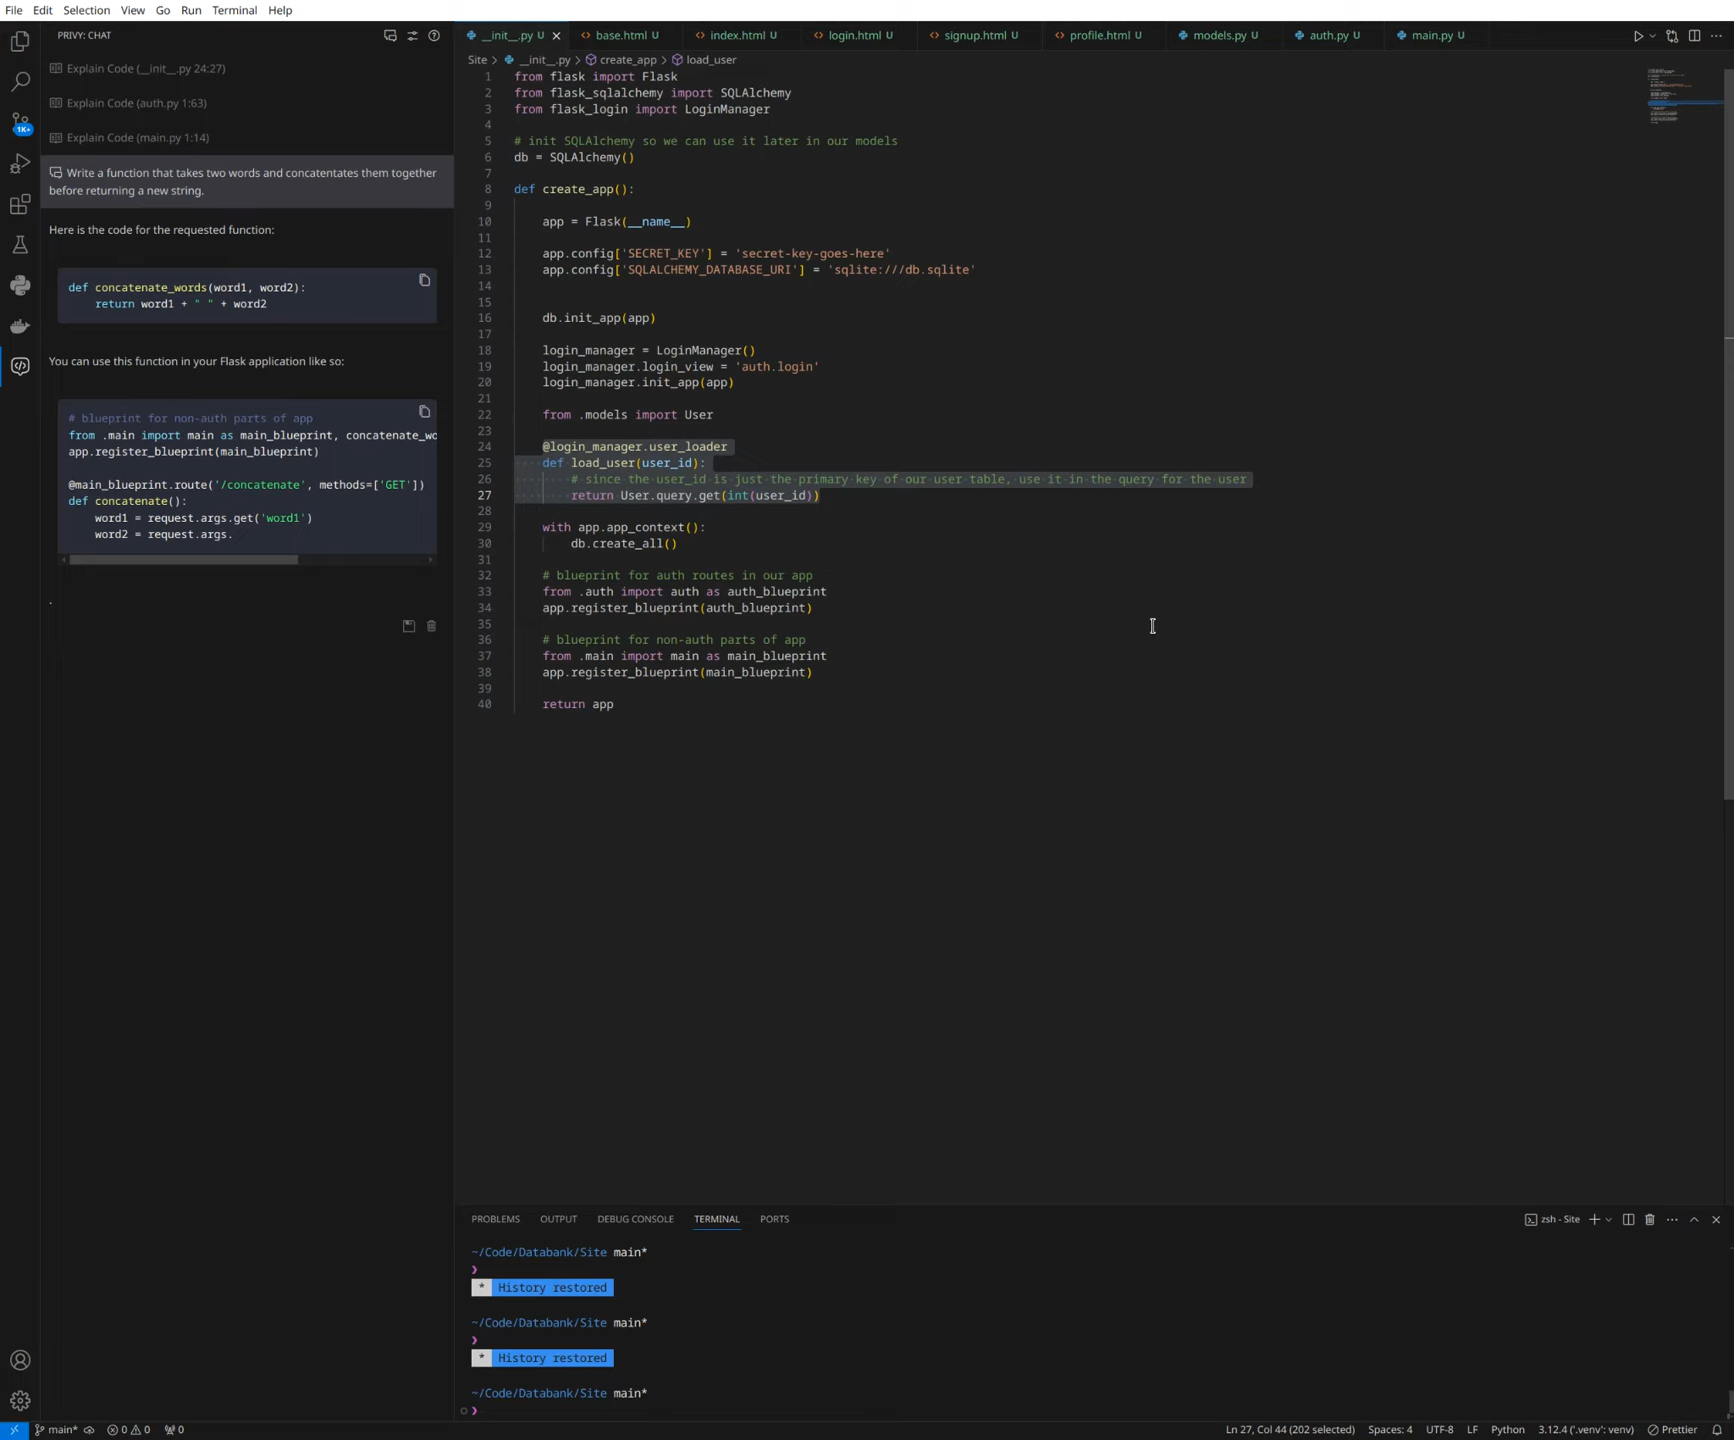 File Edit Selection View Go Run Terminal Help
PRIVY: CHAT
Explain Code (__init__.py 24:27)
Explain Code (auth.py 1:63)
1K+
Explain Code (main.py 1:14)
Write a function that takes two words and concatentates them together
before returning a new string.
Here is the code for the requested function:
def concatenate_words(word1, word2):
    return word1 + " " + word2
You can use this function in your Flask application like so:
# blueprint for non-auth parts of app
from .main import main as main_blueprint, concatenate_wo
app.register_blueprint(main_blueprint)
@main_blueprint.route('/concatenate', methods=['GET'])
def concatenate():
    word1 = request.args.get('word1')
    word2 = request.args.
.
__init__.py U base.html U index.html U login.html U signup.html U profile.html U models.py U auth.py U main.py U
Site > __init__.py > create_app > load_user
1 from flask import Flask
2 from flask_sqlalchemy import SQLAlchemy
3 from flask_login import LoginManager
4
5 # init SQLAlchemy so we can use it later in our models
6 db = SQLAlchemy()
7
8 def create_app():
9
10     app = Flask(__name__)
11
12     app.config['SECRET_KEY'] = 'secret-key-goes-here'
13     app.config['SQLALCHEMY_DATABASE_URI'] = 'sqlite:///db.sqlite'
14
15
16     db.init_app(app)
17
18     login_manager = LoginManager()
19     login_manager.login_view = 'auth.login'
20     login_manager.init_app(app)
21
22     from .models import User
23
24     @login_manager.user_loader
25     def load_user(user_id):
26         # since the user_id is just the primary key of our user table, use it in the query for the user
27         return User.query.get(int(user_id))
28
29     with app.app_context():
30         db.create_all()
31
32     # blueprint for auth routes in our app
33     from .auth import auth as auth_blueprint
34     app.register_blueprint(auth_blueprint)
35
36     # blueprint for non-auth parts of app
37     from .main import main as main_blueprint
38     app.register_blueprint(main_blueprint)
39
40     return app
PROBLEMS OUTPUT DEBUG CONSOLE TERMINAL PORTS zsh - Site
~/Code/Databank/Site main*
❯
* History restored
~/Code/Databank/Site main*
❯
* History restored
~/Code/Databank/Site main*
❯
main* 0 0 0 Ln 27, Col 44 (202 selected) Spaces: 4 UTF-8 LF Python 3.12.4 ('.venv': venv) Prettier